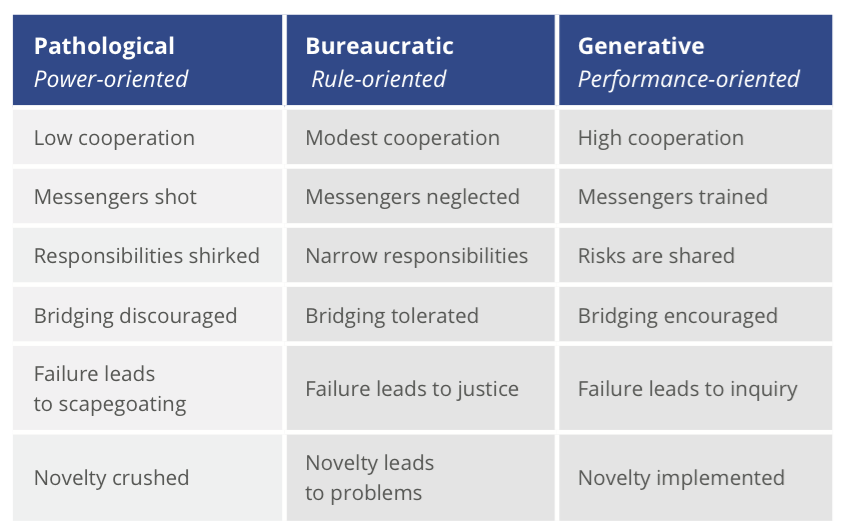 Pathological
Power-oriented
Bureaucratic
Rule-oriented
Generative
Performance-oriented
Low cooperation
Modest cooperation
High cooperation
Messengers shot
Messengers neglected
Messengers trained
Responsibilities shirked
Narrow responsibilities
Risks are shared
Bridging discouraged
Bridging tolerated
Bridging encouraged
Failure leads
to scapegoating
Failure leads to justice
Failure leads to inquiry
Novelty crushed
Novelty leads
to problems
Novelty implemented